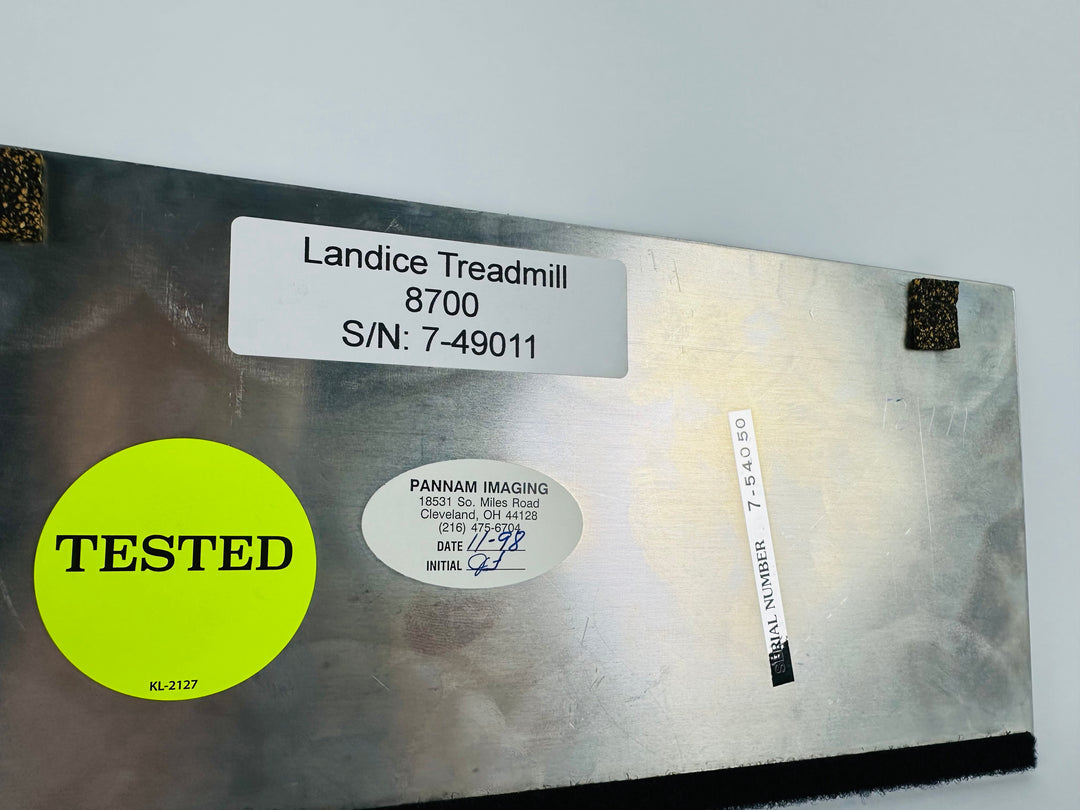 Landice Treadmill
8700
S/N: 7-49011
TESTED
KL-2127
PANNAM IMAGING
18531 So. Miles Road
Cleveland, OH 44128
(216) 475-6704
DATE 11-98
INITIAL
SERIAL NUMBER 7-54050